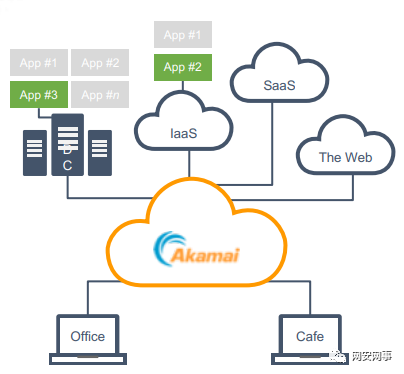 App #1
App #1
App #2
App #2
App #3
App #n
SaaS
IaaS
D
C
The Web
Akamai
Office
Cafe
网安网事